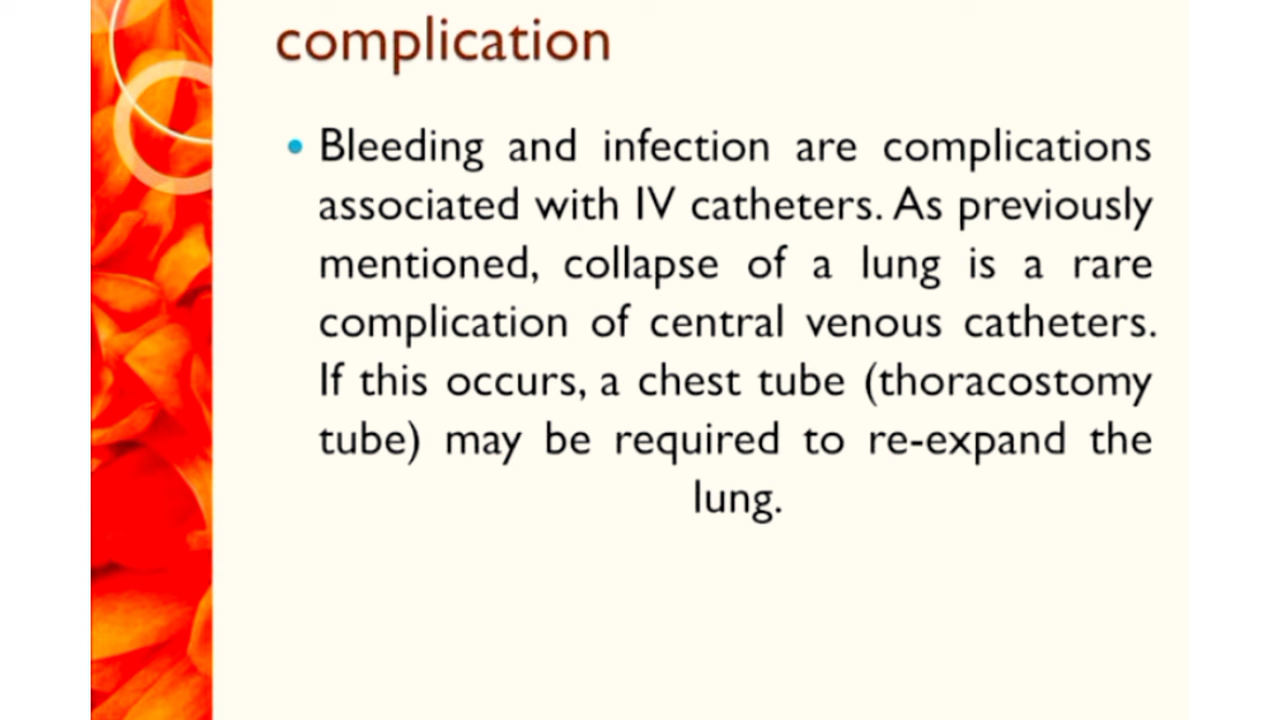 complication
• Bleeding and infection are complications
associated with IV catheters. As previously
mentioned, collapse of a lung is a rare
complication of central venous catheters.
If this occurs, a chest tube (thoracostomy
tube) may be required to re-expand the
lung.